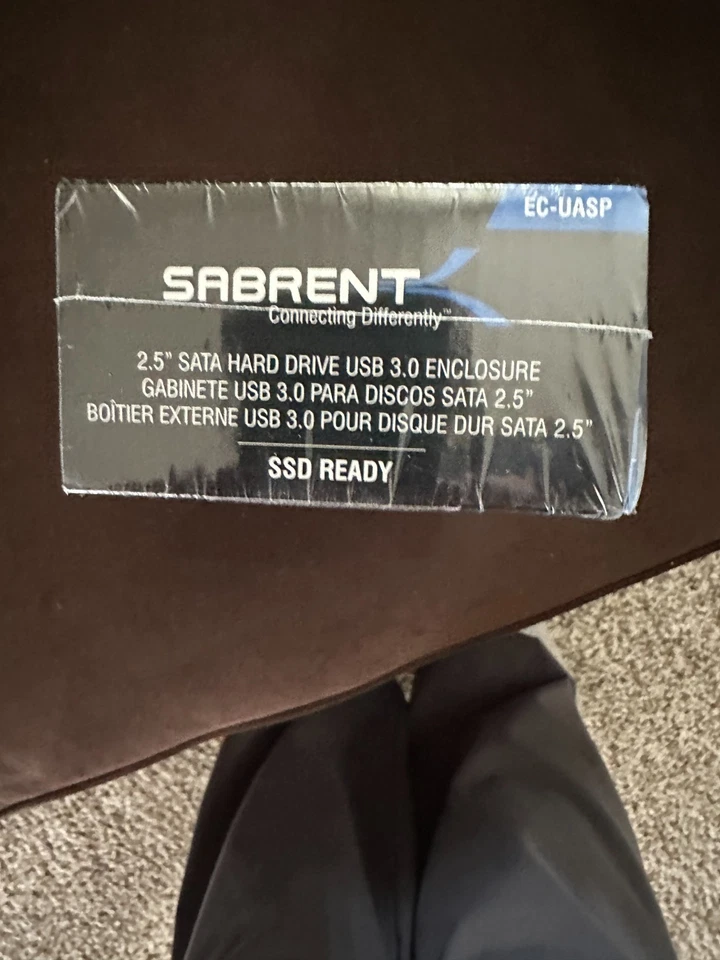 EC-UASP
SABRENT
Connecting Differently™
2.5" SATA HARD DRIVE USB 3.0 ENCLOSURE
GABINETE USB 3.0 PARA DISCOS SATA 2.5"
BOÎTIER EXTERNE USB 3.0 POUR DISQUE DUR SATA 2.5"
SSD READY